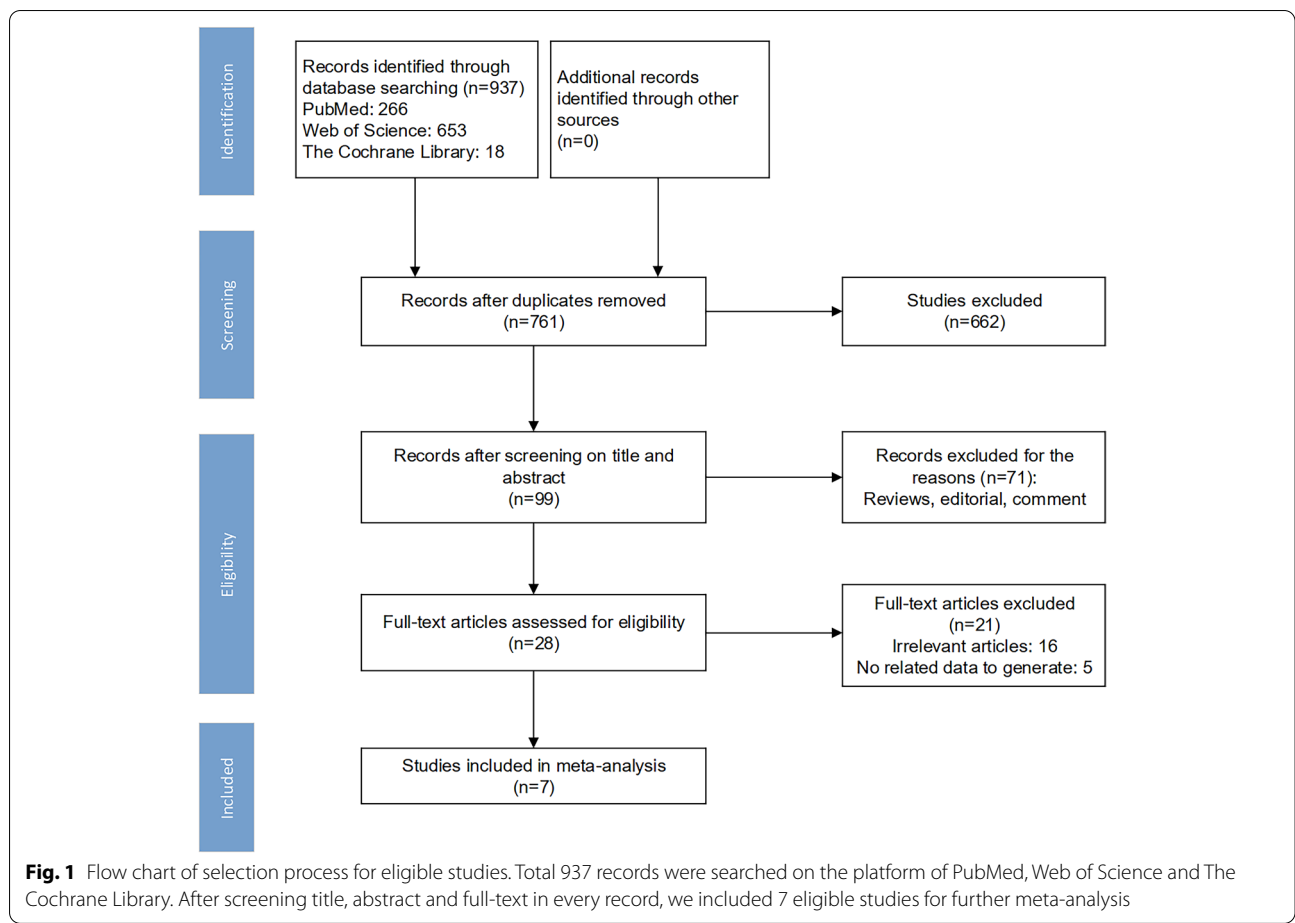 Identification
Records identified through
database searching (n=937)
PubMed: 266
Web of Science: 653
The Cochrane Library: 18
Additional records
identified through other
sources
(n=0)
Screening
Records after duplicates removed
(n=761)
Studies excluded
(n=662)
Eligibility
Records after screening on title and
abstract
(n=99)
Records excluded for the
reasons (n=71):
Reviews, editorial, comment
Full-text articles assessed for eligibility
(n=28)
Full-text articles excluded
(n=21)
Irrelevant articles: 16
No related data to generate: 5
Included
Studies included in meta-analysis
(n=7)
Fig. 1 Flow chart of selection process for eligible studies. Total 937 records were searched on the platform of PubMed, Web of Science and The
Cochrane Library. After screening title, abstract and full-text in every record, we included 7 eligible studies for further meta-analysis